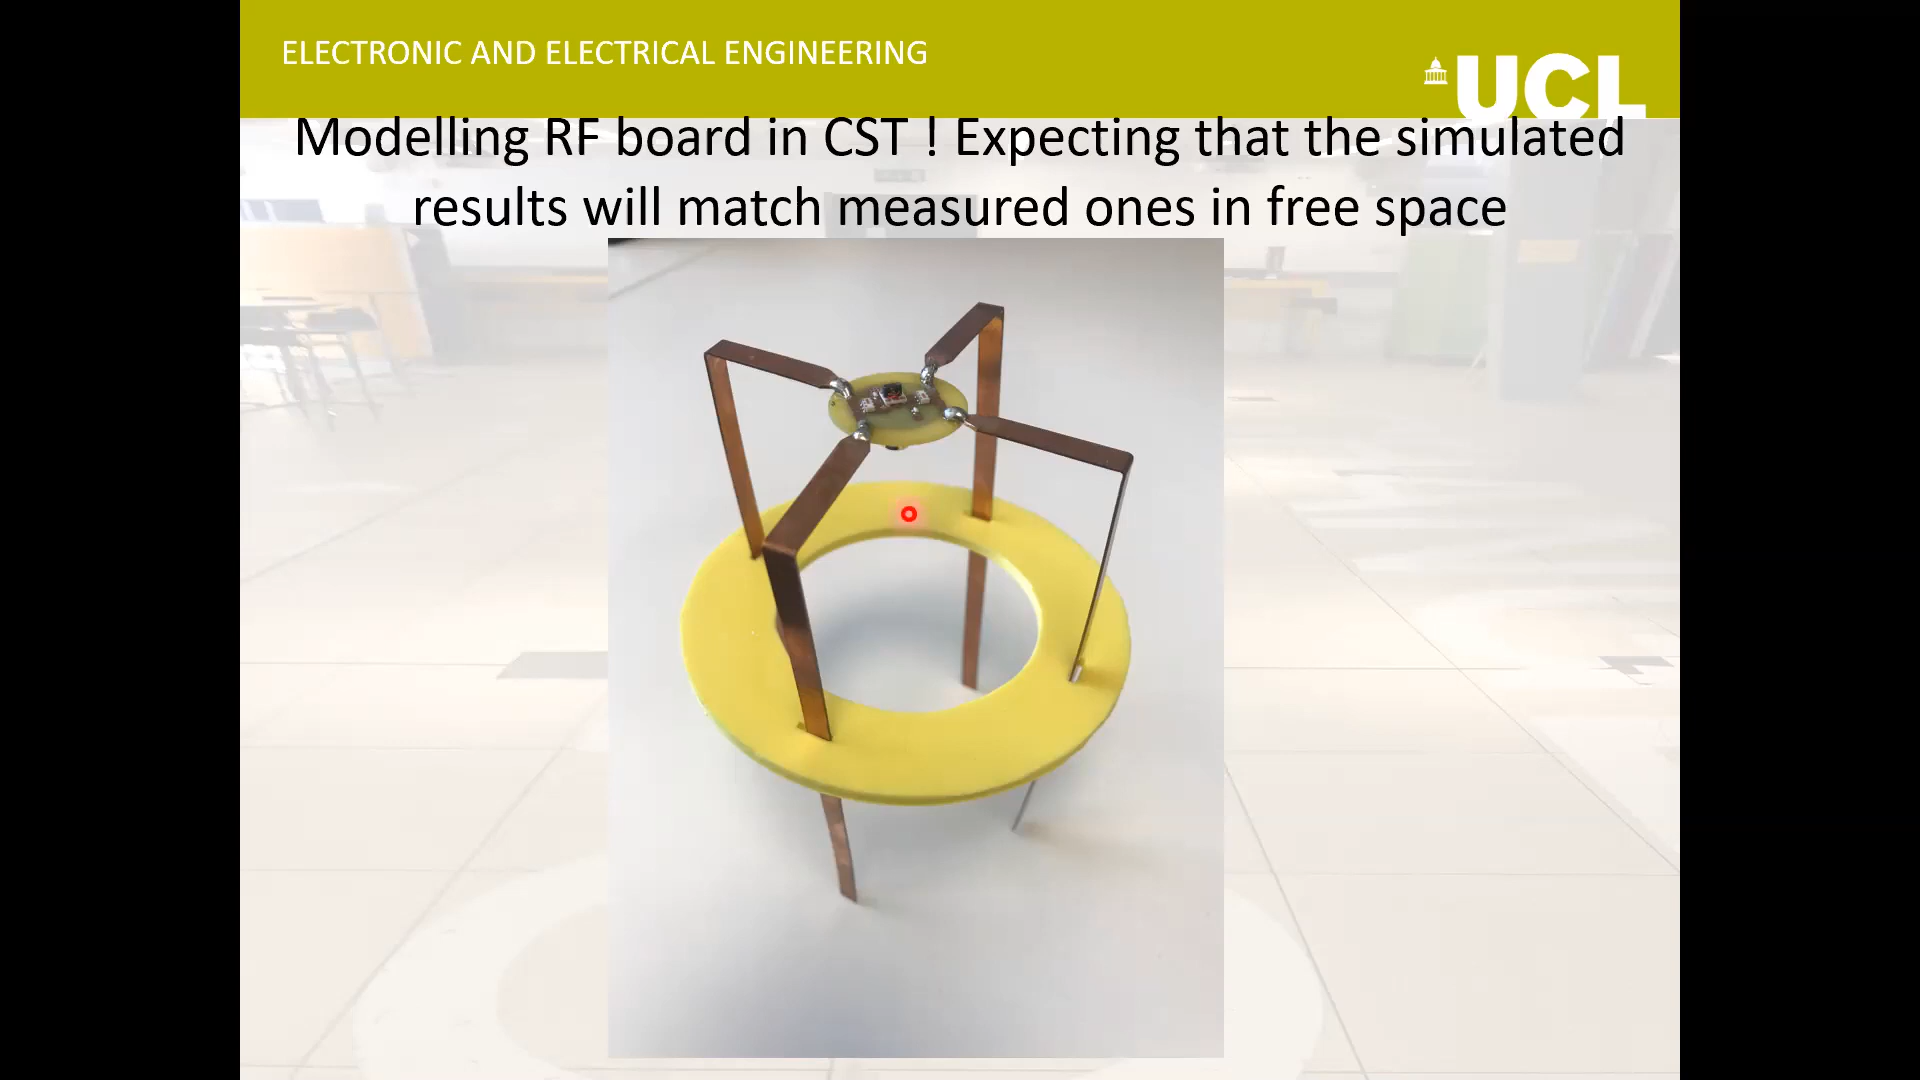 ELECTRONIC AND ELECTRICAL ENGINEERING
UCL
Modelling RF board in CST ! Expecting that the simulated
results will match measured ones in free space